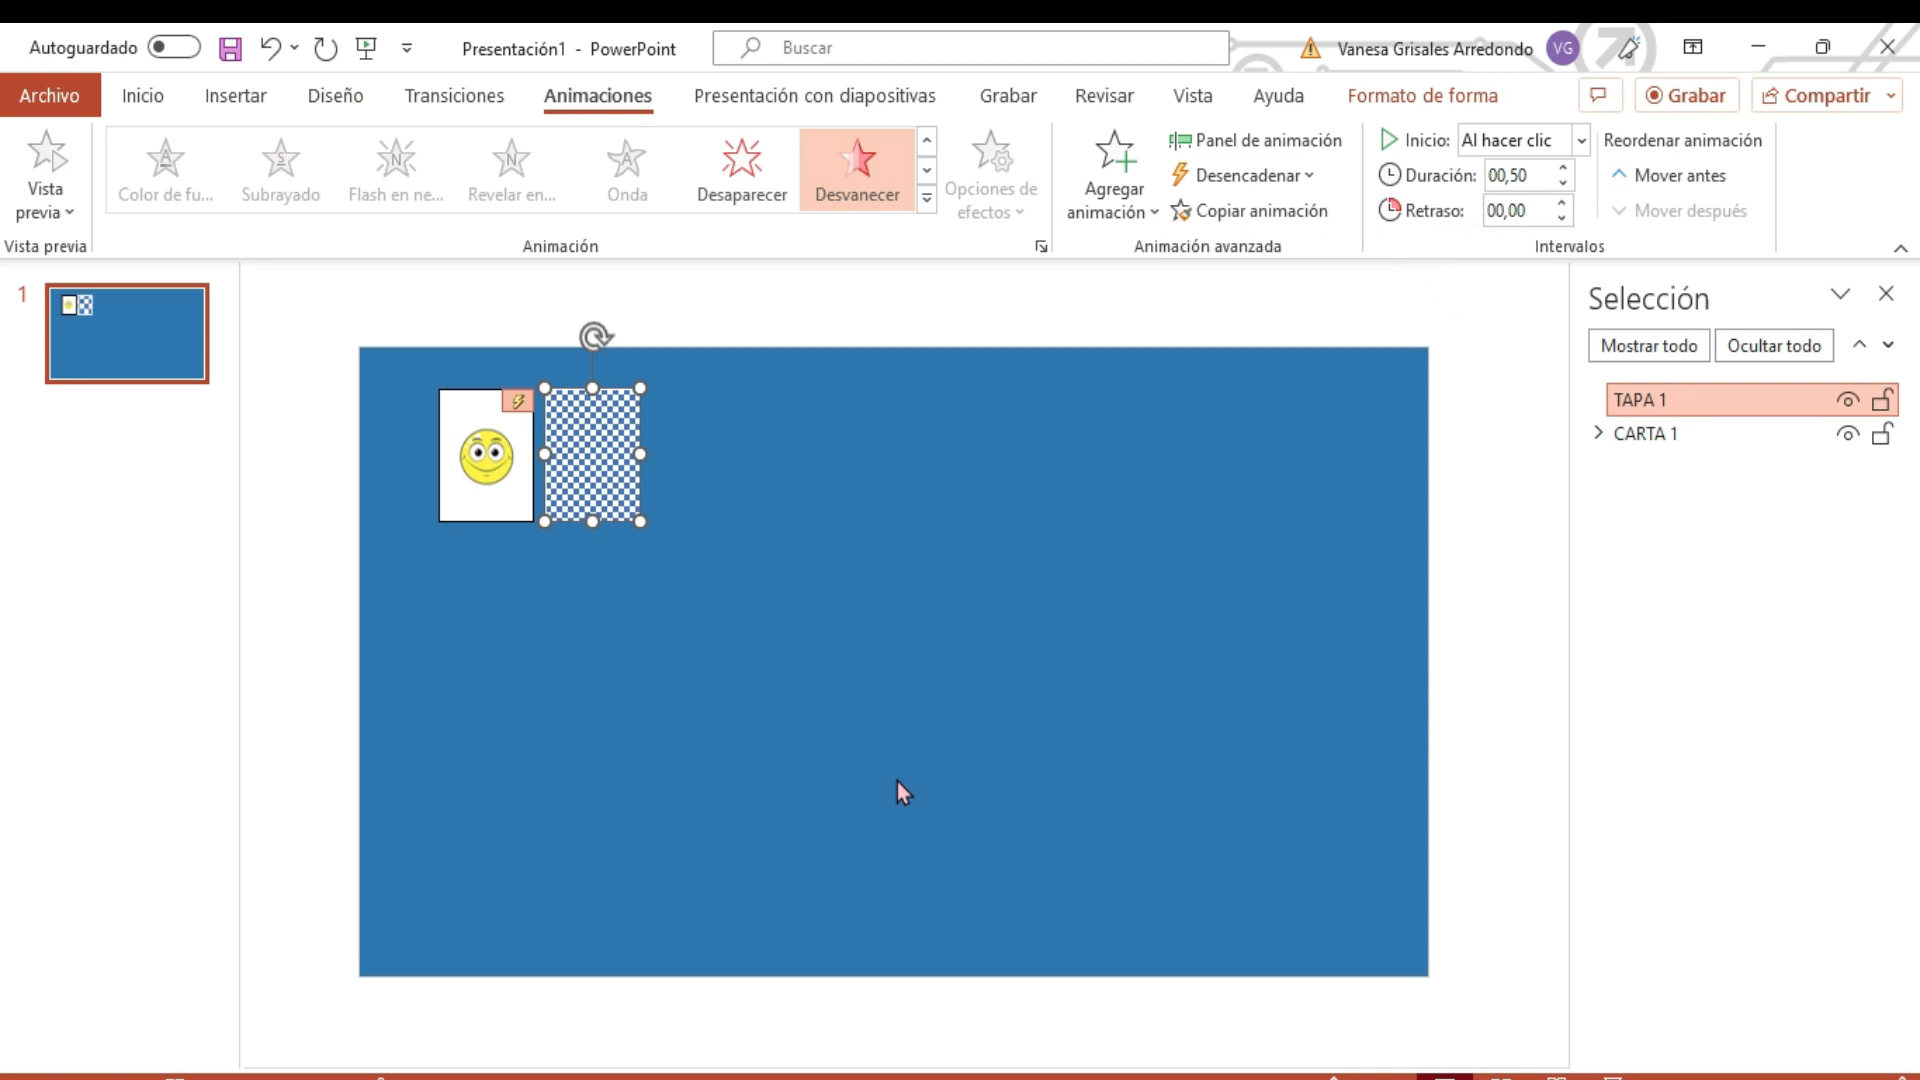 Autoguardado
Presentación1 - PowerPoint
Buscar
Vanesa Grisales Arredondo
VG
Archivo
Inicio
Insertar
Diseño
Transiciones
Animaciones
Presentación con diapositivas
Grabar
Revisar
Vista
Ayuda
Formato de forma
Grabar
Compartir
Vista previa
Vista previa
Color de fu...
Subrayado
Flash en ne...
Revelar en...
Onda
Desaparecer
Desvanecer
Animación
Opciones de efectos
Agregar animación
Panel de animación
Desencadenar
Copiar animación
Animación avanzada
Inicio: Al hacer clic
Duración: 00,50
Retraso: 00,00
Reordenar animación
Mover antes
Mover después
Intervalos
1
Selección
Mostrar todo
Ocultar todo
TAPA 1
CARTA 1